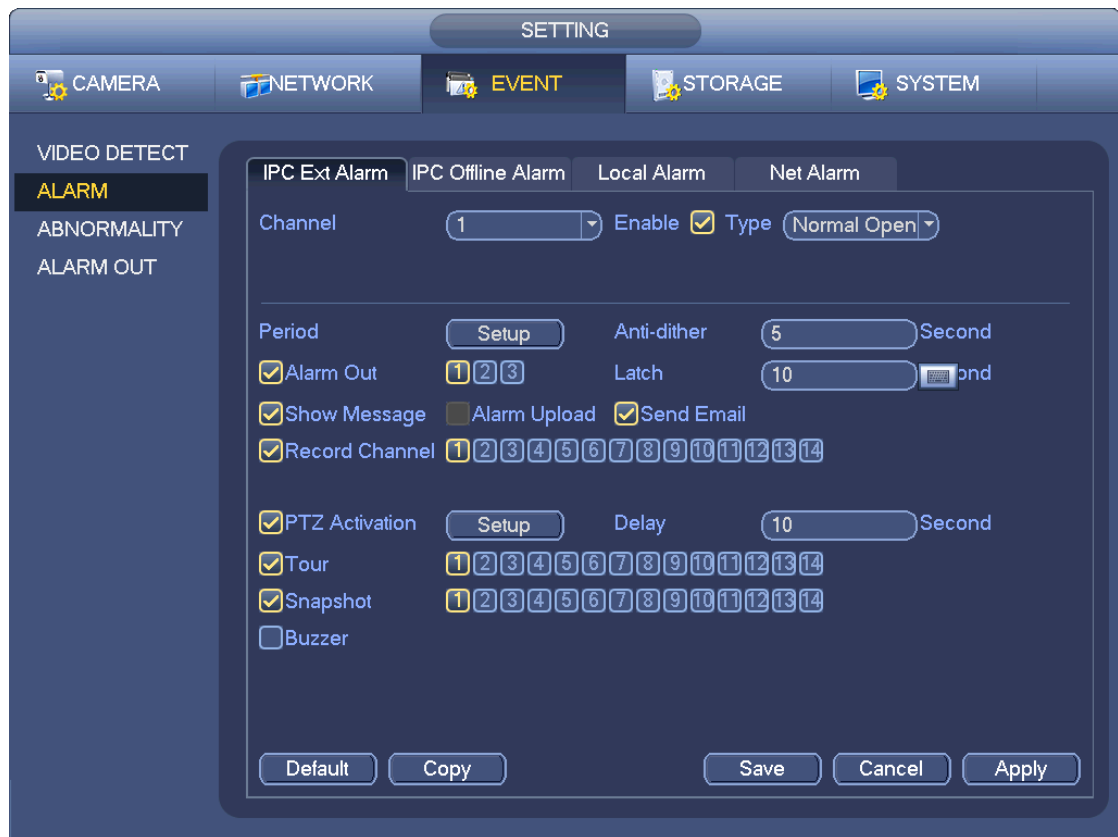 SETTING
CAMERA NETWORK EVENT STORAGE SYSTEM
VIDEO DETECT
ALARM
ABNORMALITY
ALARM OUT
IPC Ext Alarm IPC Offline Alarm Local Alarm Net Alarm
Channel 1 Enable Type Normal Open
Period Setup Anti-dither 5 Second
Alarm Out 1 2 3 Latch 10 ond
Show Message Alarm Upload Send Email
Record Channel 1 2 3 4 5 6 7 8 9 10 11 12 13 14
PTZ Activation Setup Delay 10 Second
Tour 1 2 3 4 5 6 7 8 9 10 11 12 13 14
Snapshot 1 2 3 4 5 6 7 8 9 10 11 12 13 14
Buzzer
Default Copy Save Cancel Apply